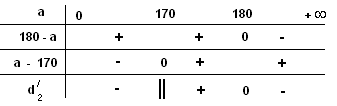 a 0 170 180 + ∞
180 - a + + 0 -
a - 170 - 0 + +
d'₂ - || + 0 -